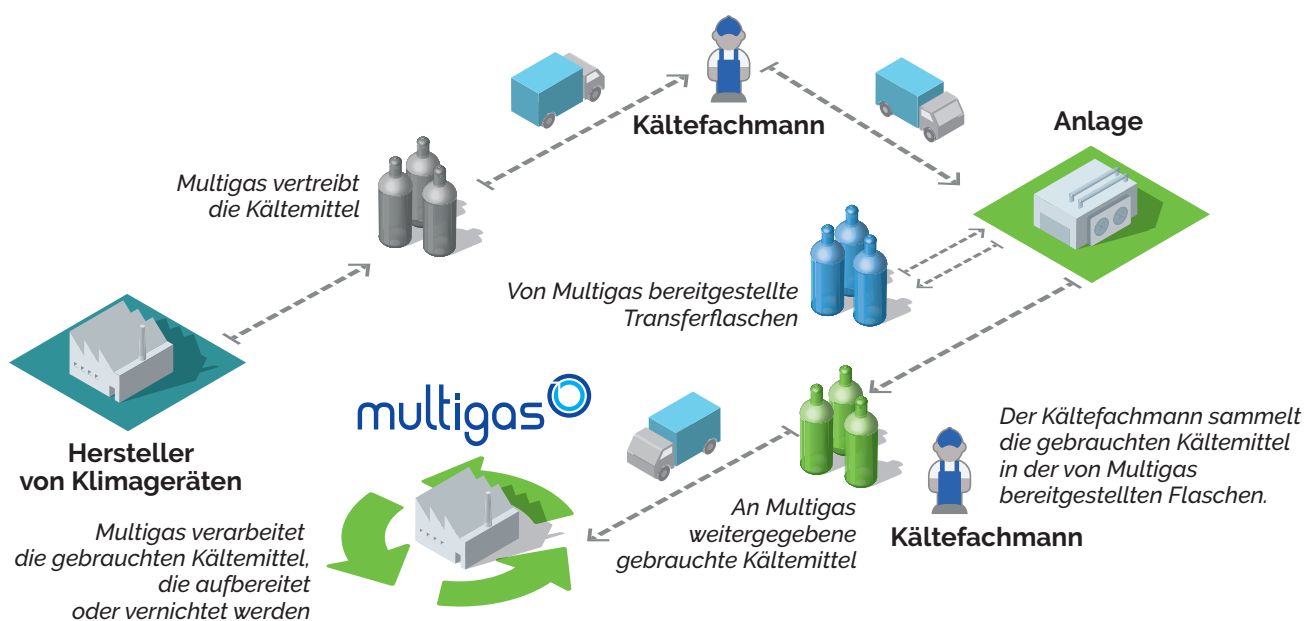 Kältefachmann
Anlage
Multigas vertreibt
die Kältemittel
Von Multigas bereitgestellte
Transferflaschen
Hersteller
von Klimageräten
multigas
Der Kältefachmann sammelt
die gebrauchten Kältemittel
in der von Multigas
bereitgestellten Flaschen.
Kältefachmann
An Multigas
weitergegebene
gebrauchte Kältemittel
Multigas verarbeitet
die gebrauchten Kältemittel,
die aufbereitet
oder vernichtet werden